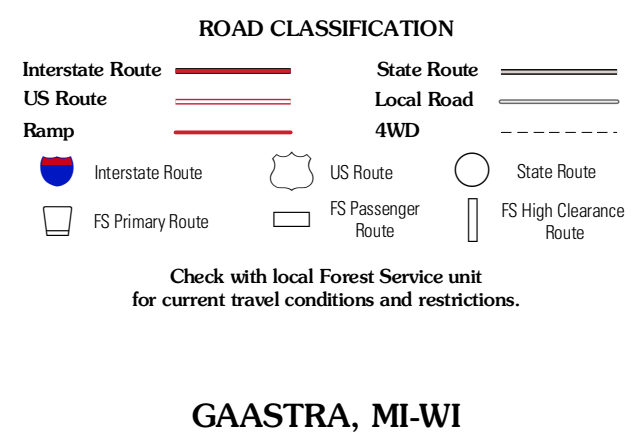 ROAD CLASSIFICATION
Interstate Route State Route
US Route Local Road
Ramp 4WD
Interstate Route US Route State Route
FS Primary Route
FS Passenger
Route
FS High Clearance
Route
Check with local Forest Service unit
for current travel conditions and restrictions.
GAASTRA, MI-WI